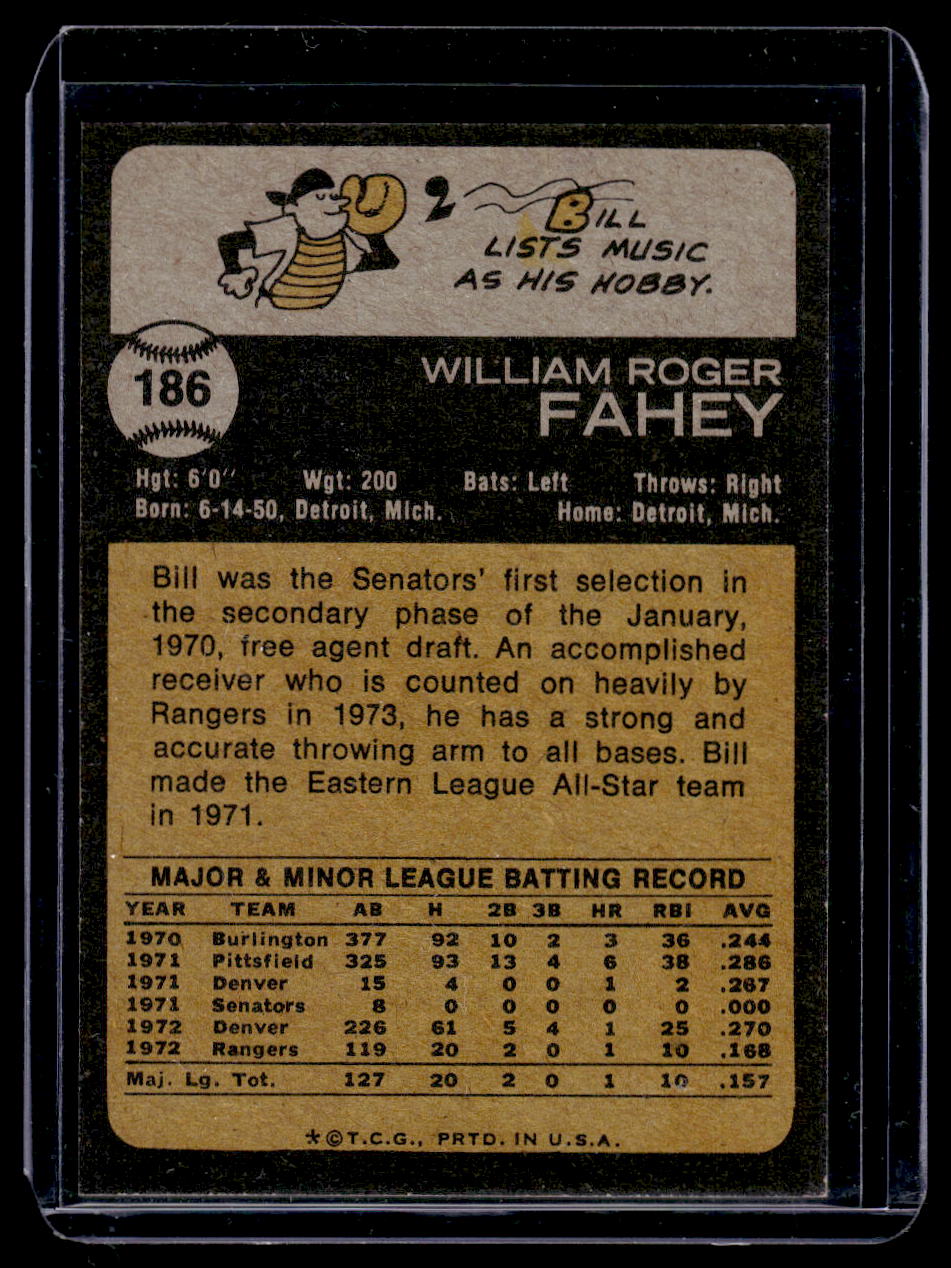 2 BILL
LISTS MUSIC
AS HIS HOBBY.
186
WILLIAM ROGER
FAHEY
Hgt: 6'0" Wgt: 200 Bats: Left Throws: Right
Born: 6-14-50, Detroit, Mich. Home: Detroit, Mich.
Bill was the Senators' first selection in
the secondary phase of the January,
1970, free agent draft. An accomplished
receiver who is counted on heavily by
Rangers in 1973, he has a strong and
accurate throwing arm to all bases. Bill
made the Eastern League All-Star team
in 1971.
MAJOR & MINOR LEAGUE BATTING RECORD
YEAR TEAM AB H 2B 3B HR RBI AVG
1970 Burlington 377 92 10 2 3 36 .244
1971 Pittsfield 325 93 13 4 6 38 .286
1971 Denver 15 4 0 0 1 2 .267
1971 Senators 8 0 0 0 0 0 .000
1972 Denver 226 61 5 4 1 25 .270
1972 Rangers 119 20 2 0 1 10 .168
Maj. Lg. Tot. 127 20 2 0 1 10 .157
*©T.C.G., PRTD. IN U.S.A.